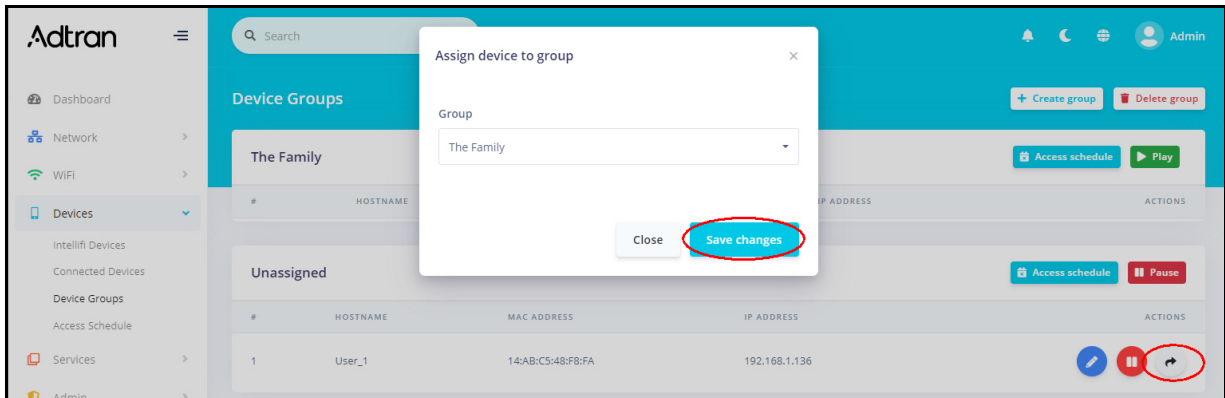 Adtran
Search
Admin
Assign device to group
×
Group
The Family
Close
Save changes
Dashboard
Network
WiFi
Devices
Intellifi Devices
Connected Devices
Device Groups
Access Schedule
Services
Admin
Device Groups
+ Create group
Delete group
The Family
Access schedule
Play
# HOSTNAME IP ADDRESS ACTIONS
Unassigned
Access schedule
Pause
# HOSTNAME MAC ADDRESS IP ADDRESS ACTIONS
1 User_1 14:AB:C5:48:F8:FA 192.168.1.136